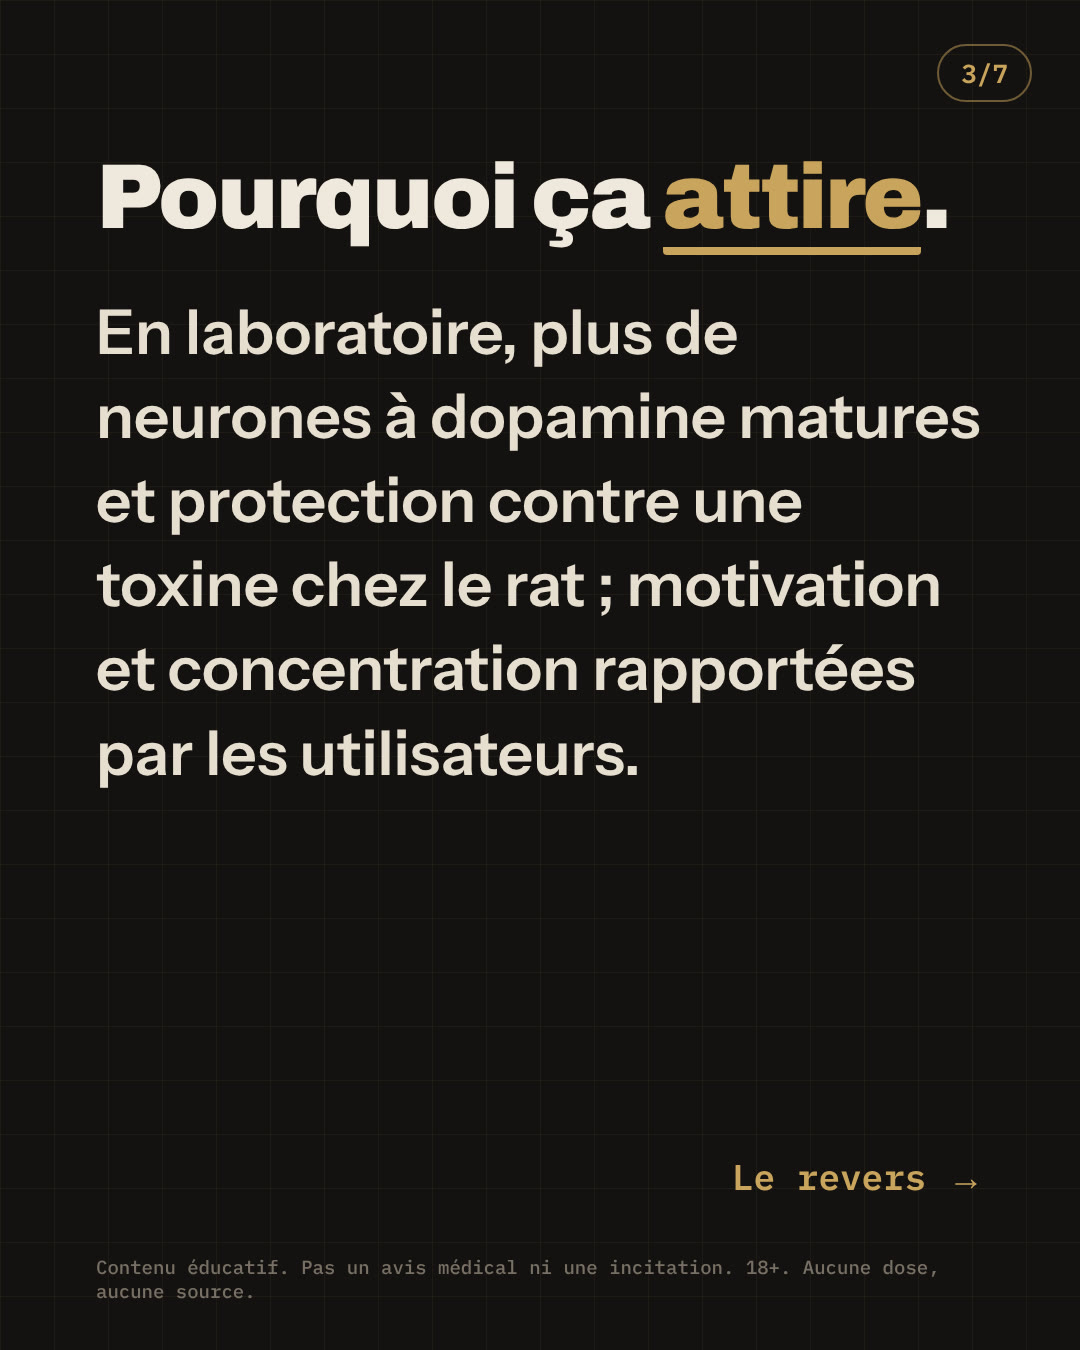 3/7
Pourquoi ça attire.
En laboratoire, plus de
neurones à dopamine matures
et protection contre une
toxine chez le rat ; motivation
et concentration rapportées
par les utilisateurs.
Le revers →
Contenu éducatif. Pas un avis médical ni une incitation. 18+. Aucune dose,
aucune source.